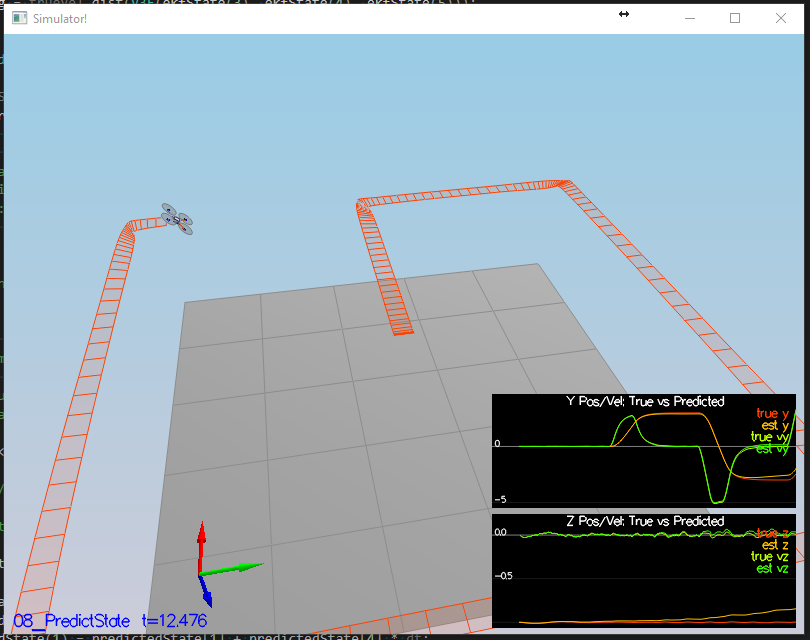 Simulator!
Y Pos/Vel: True vs Predicted
true y
est y
true vy
est vy
0
-5
Z Pos/Vel: True vs Predicted
true z
est z
true vz
est vz
0.0
-0.5
08_PredictState t=12.476